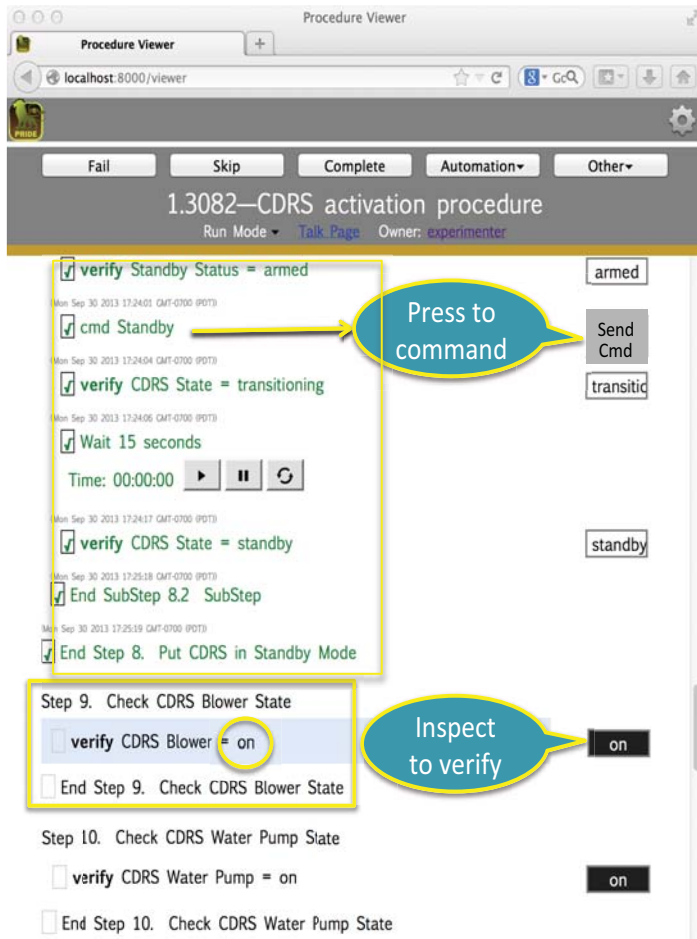 Procedure Viewer
Procedure Viewer
localhost:8000/viewer
PRIDE
Fail Skip Complete Automation Other
1.3082—CDRS activation procedure
Run Mode Talk Page Owner: experimenter
verify Standby Status = armed armed
(Mon Sep 30 2013 17:24:01 GMT-0700 (PDT))
cmd Standby Press to command Send Cmd
(Mon Sep 30 2013 17:24:04 GMT-0700 (PDT))
verify CDRS State = transitioning transitic
(Mon Sep 30 2013 17:24:06 GMT-0700 (PDT))
Wait 15 seconds
Time: 00:00:00
(Mon Sep 30 2013 17:24:17 GMT-0700 (PDT))
verify CDRS State = standby standby
(Mon Sep 30 2013 17:25:18 GMT-0700 (PDT))
End SubStep 8.2 SubStep
(Mon Sep 30 2013 17:25:19 GMT-0700 (PDT))
End Step 8. Put CDRS in Standby Mode
Step 9. Check CDRS Blower State
verify CDRS Blower = on Inspect to verify on
End Step 9. Check CDRS Blower State
Step 10. Check CDRS Water Pump State
verify CDRS Water Pump = on on
End Step 10. Check CDRS Water Pump State